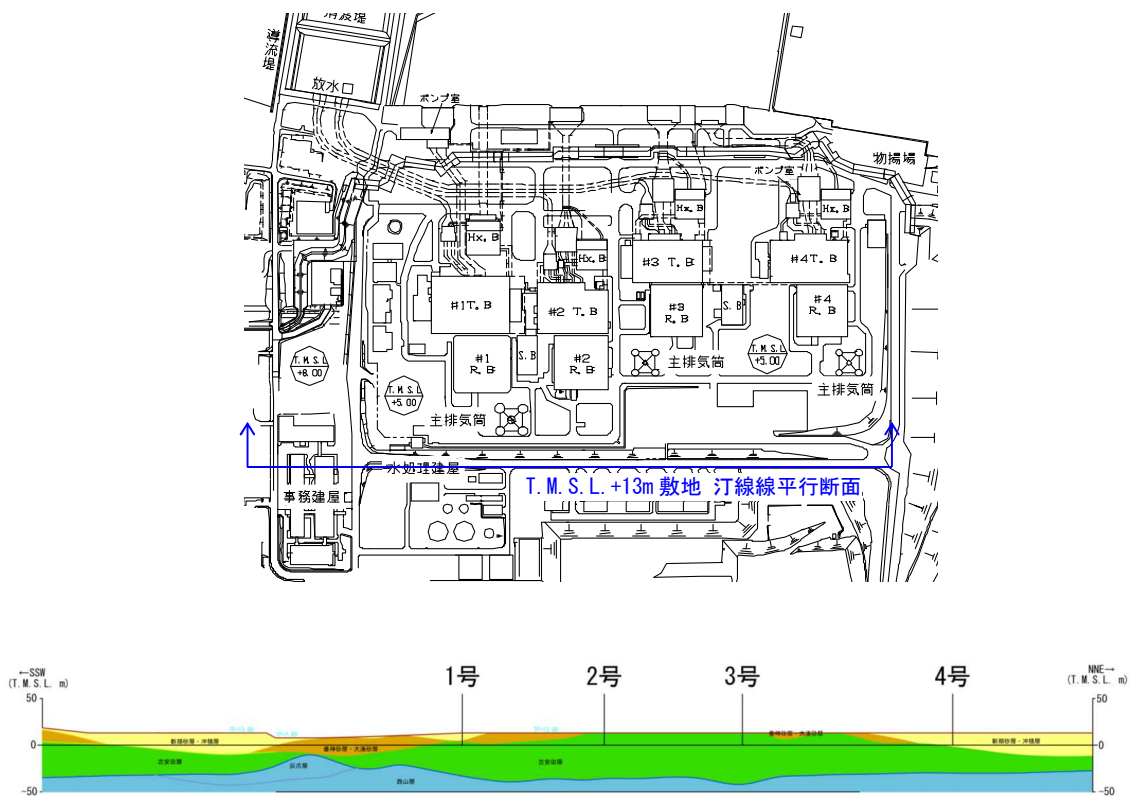 消波堤
導流堤
放水口
ポンプ室
物揚場
ポンプ室
Hx. B
Hx. B
Hx. B
Hx. B
#3 T. B
#4 T. B
#1 T. B
#2 T. B
#3
R. B
S. B
#4
R. B
#1
R. B
S. B
#2
R. B
T. M. S. L
+8. 00
T. M. S. L
+5. 00
T. M. S. L
+5. 00
主排気筒
主排気筒
主排気筒
水処理建屋
事務建屋
T. M. S. L. +13m 敷地 汀線線平行断面
←SSW
(T. M. S. L. m)
1号
2号
3号
4号
NNE→
(T. M. S. L. m)
50
50
新期砂層・沖積層
番神砂層・大湊砂層
番神砂層・大湊砂層
新期砂層・沖積層
0
0
古安田層
灰爪層
古安田層
西山層
-50
-50